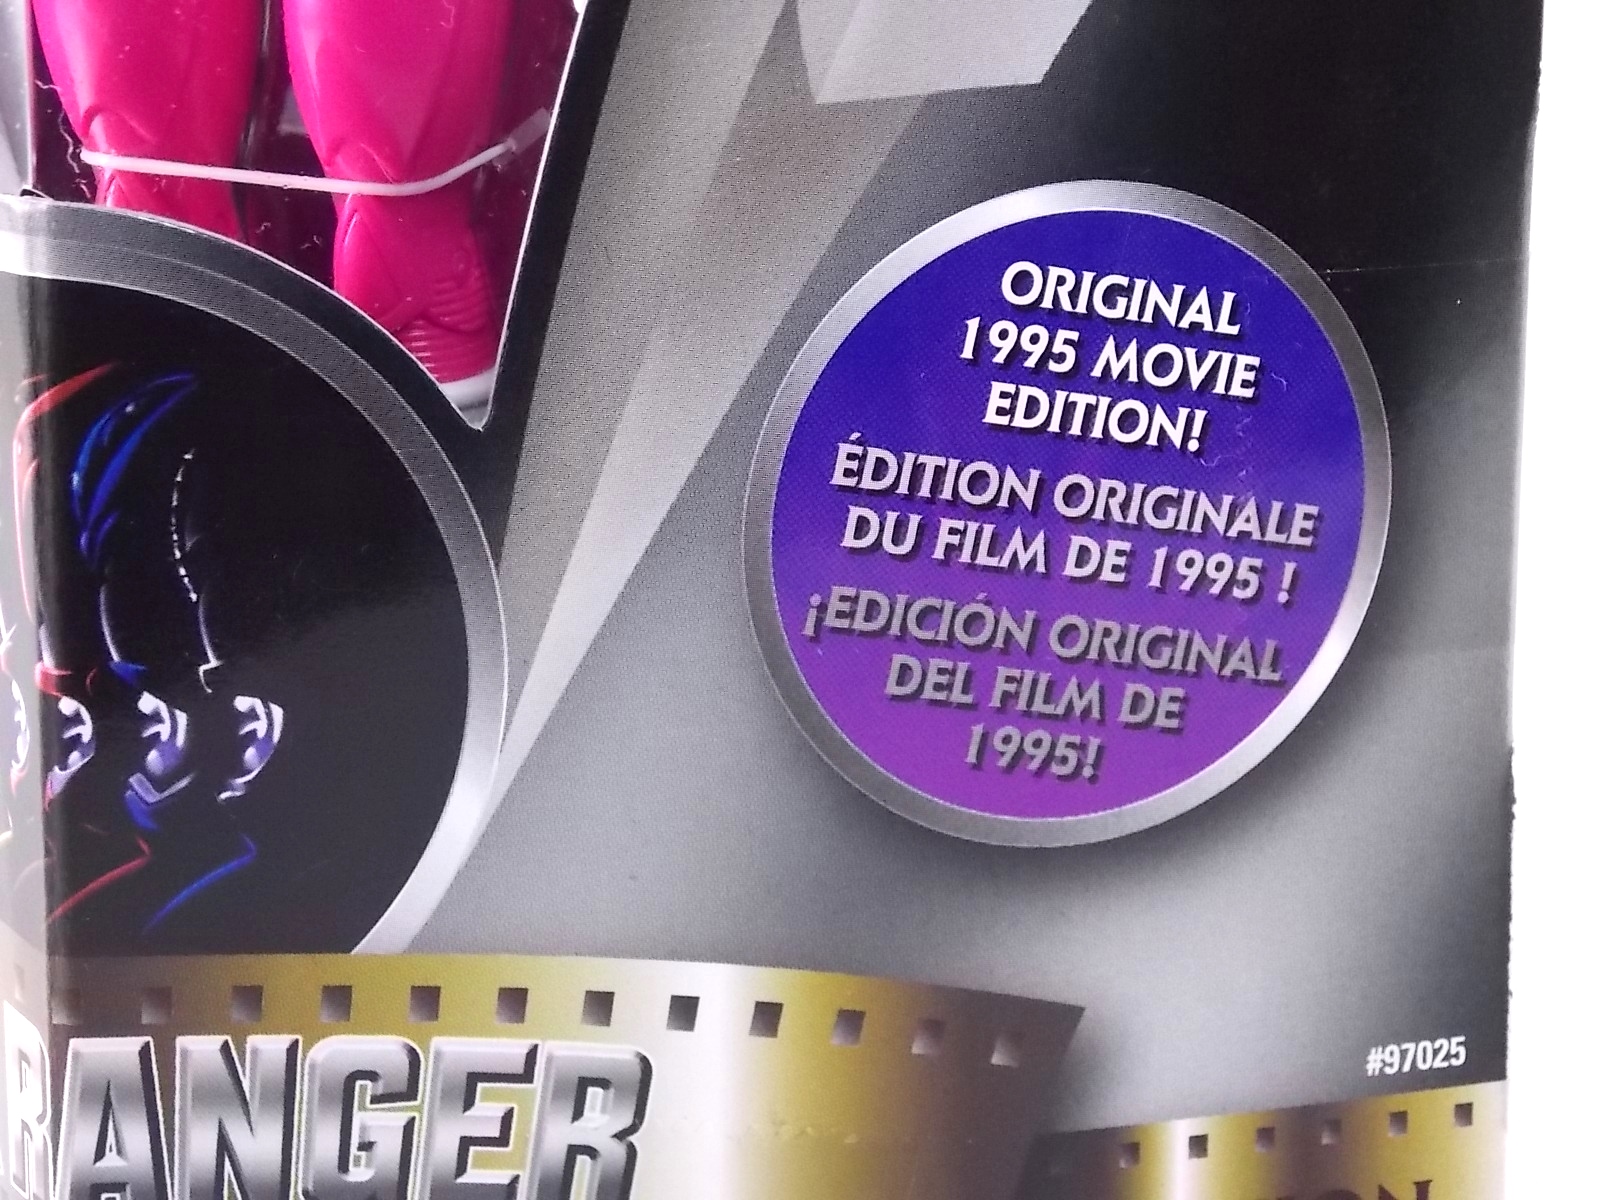 ORIGINAL
1995 MOVIE
EDITION!
ÉDITION ORIGINALE
DU FILM DE 1995 !
¡EDICIÓN ORIGINAL
DEL FILM DE
1995!
#97025
RANGER